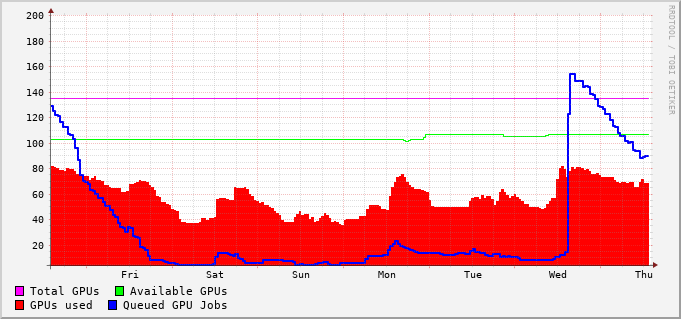 200
180
160
140
120
100
80
60
40
20
Fri Sat Sun Mon Tue Wed Thu
Total GPUs Available GPUs
GPUs used Queued GPU Jobs
RRDTOOL / TOBI OETIKER